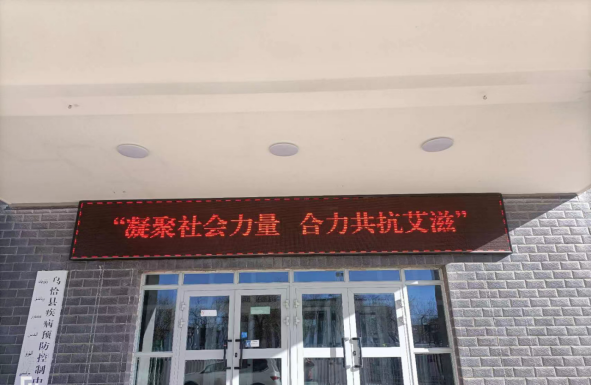 “凝聚社会力量 合力共抗艾滋”
乌恰县疾病预防控制中